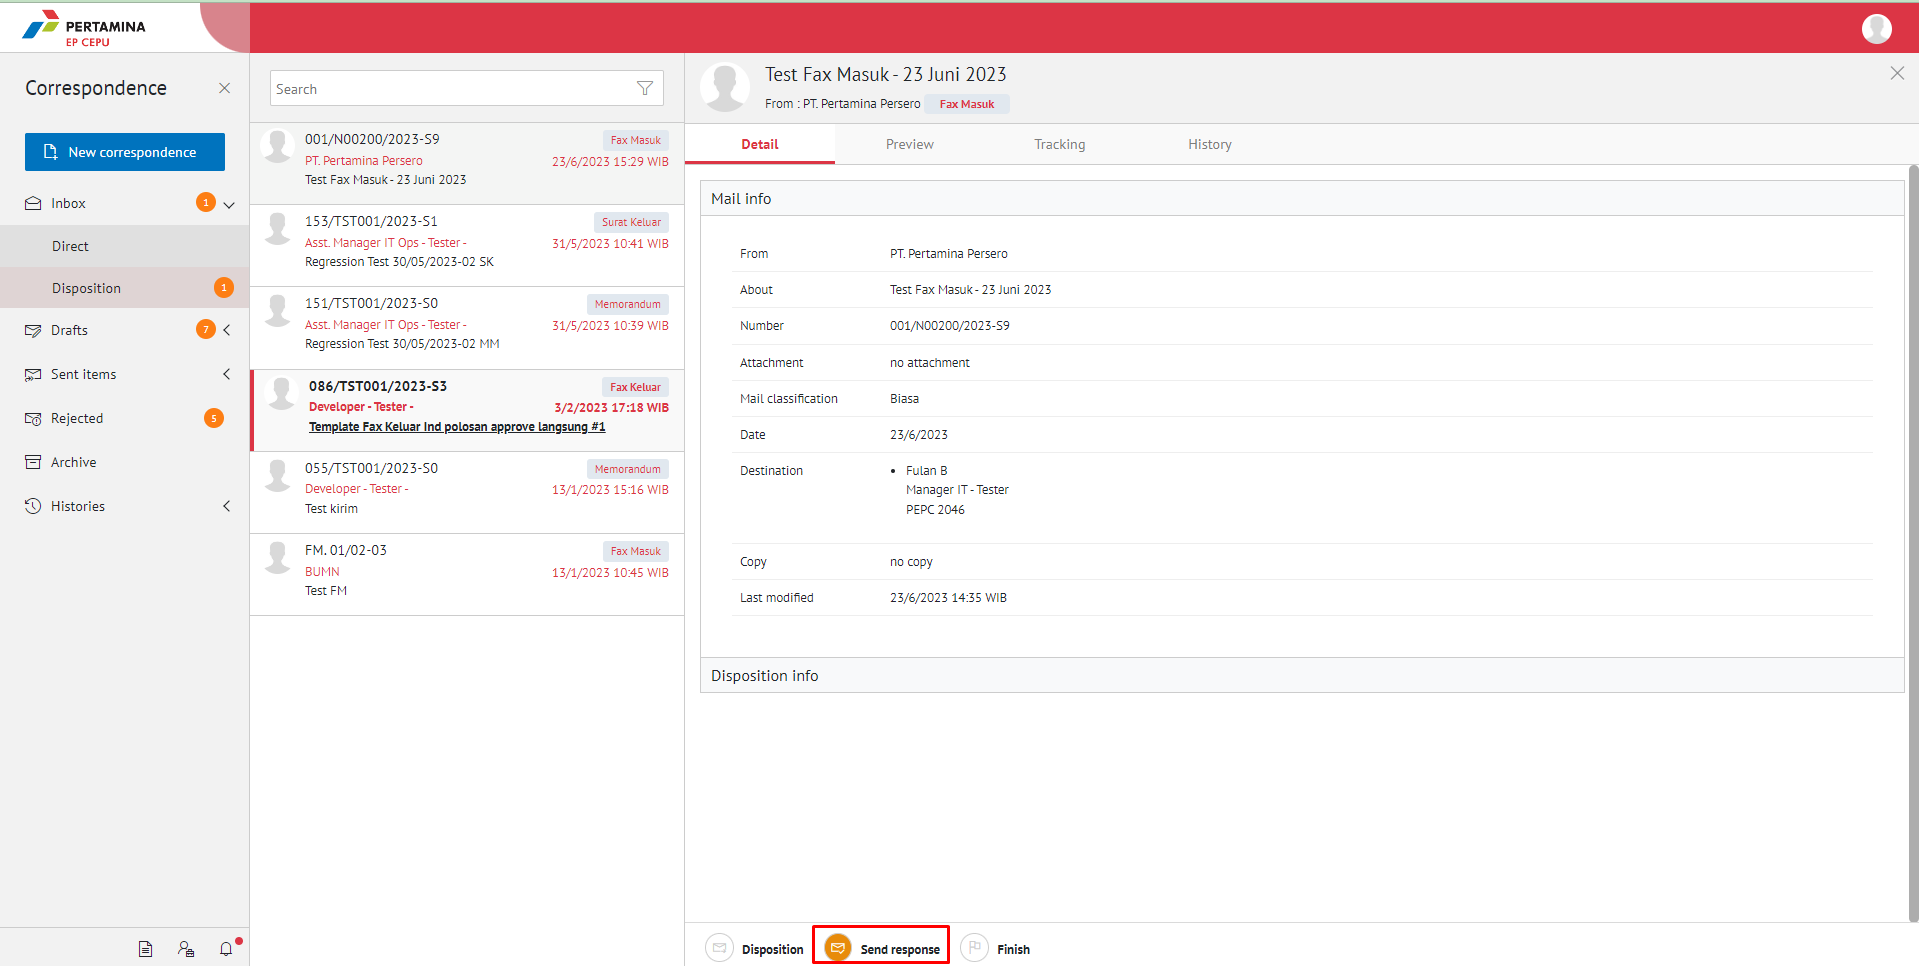 PERTAMINA
EP CEPU
Correspondence
New correspondence
Inbox 1
Direct
Disposition 1
Drafts 7
Sent items
Rejected 5
Archive
Histories
Search
001/N00200/2023-S9 Fax Masuk
PT. Pertamina Persero 23/6/2023 15:29 WIB
Test Fax Masuk - 23 Juni 2023
153/TST001/2023-S1 Surat Keluar
Asst. Manager IT Ops - Tester - 31/5/2023 10:41 WIB
Regression Test 30/05/2023-02 SK
151/TST001/2023-S0 Memorandum
Asst. Manager IT Ops - Tester - 31/5/2023 10:39 WIB
Regression Test 30/05/2023-02 MM
086/TST001/2023-S3 Fax Keluar
Developer - Tester - 3/2/2023 17:18 WIB
Template Fax Keluar Ind polosan approve langsung #1
055/TST001/2023-S0 Memorandum
Developer - Tester - 13/1/2023 15:16 WIB
Test kirim
FM. 01/02-03 Fax Masuk
BUMN 13/1/2023 10:45 WIB
Test FM
Test Fax Masuk - 23 Juni 2023
From : PT. Pertamina Persero Fax Masuk
Detail Preview Tracking History
Mail info
From PT. Pertamina Persero
About Test Fax Masuk - 23 Juni 2023
Number 001/N00200/2023-S9
Attachment no attachment
Mail classification Biasa
Date 23/6/2023
Destination • Fulan B
Manager IT - Tester
PEPC 2046
Copy no copy
Last modified 23/6/2023 14:35 WIB
Disposition info
Disposition Send response Finish